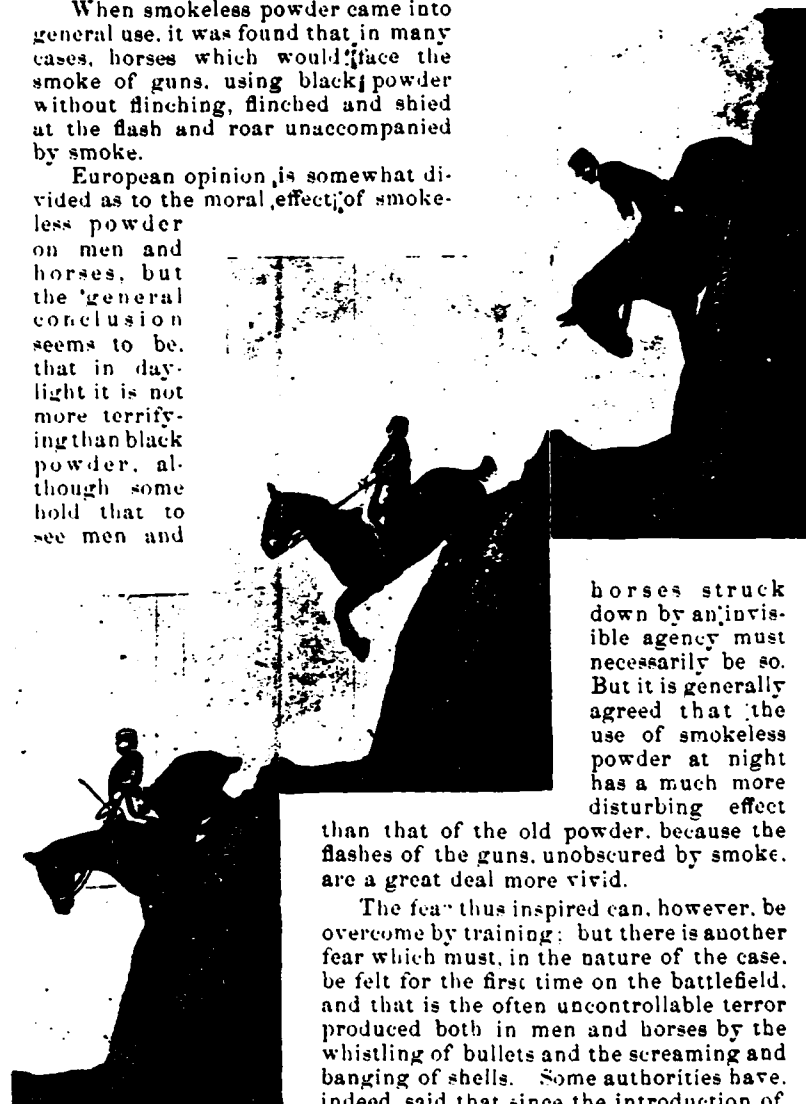 When smokeless powder came into
general use, it was found that in many
cases, horses which would face the
smoke of guns, using black powder
without flinching, flinched and shied
at the flash and roar unaccompanied
by smoke.
European opinion is somewhat di-
vided as to the moral effect of smoke-
less powder
on men and
horses, but
the general
conclusion
seems to be,
that in day-
light it is not
more terrify-
ing than black
powder, al-
though some
hold that to
see men and
horses struck
down by an invis-
ible agency must
necessarily be so.
But it is generally
agreed that the
use of smokeless
powder at night
has a much more
disturbing effect
than that of the old powder, because the
flashes of the guns, unobscured by smoke,
are a great deal more vivid.
The fear thus inspired can, however, be
overcome by training; but there is another
fear which must, in the nature of the case,
be felt for the first time on the battlefield,
and that is the often uncontrollable terror
produced both in men and horses by the
whistling of bullets and the screaming and
banging of shells. Some authorities have,
indeed, said that since the introduction of